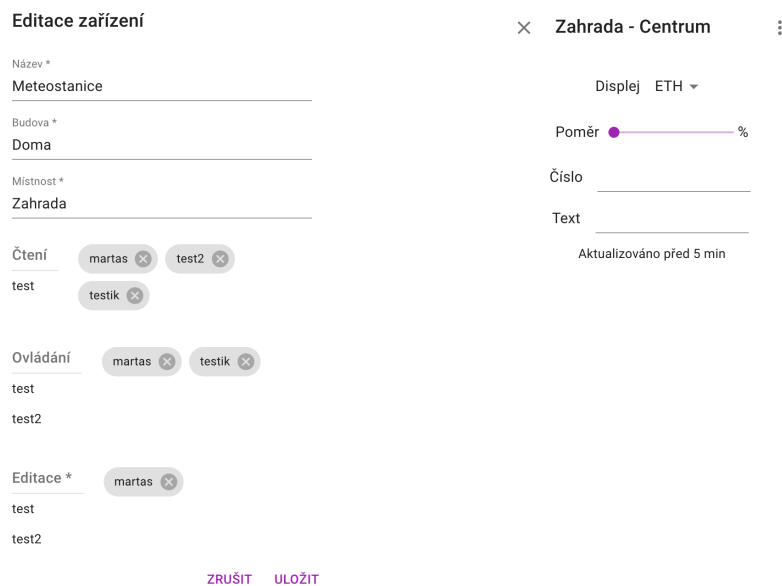 Editace zařízení
Název *
Meteostanice
Budova *
Doma
Místnost *
Zahrada
Čtení
martas
test2
test
testik
Ovládání
martas
testik
test
test2
Editace *
martas
test
test2
ZRUŠIT ULOŽIT
Zahrada - Centrum
Displej ETH
Poměr %
Číslo
Text
Aktualizováno před 5 min